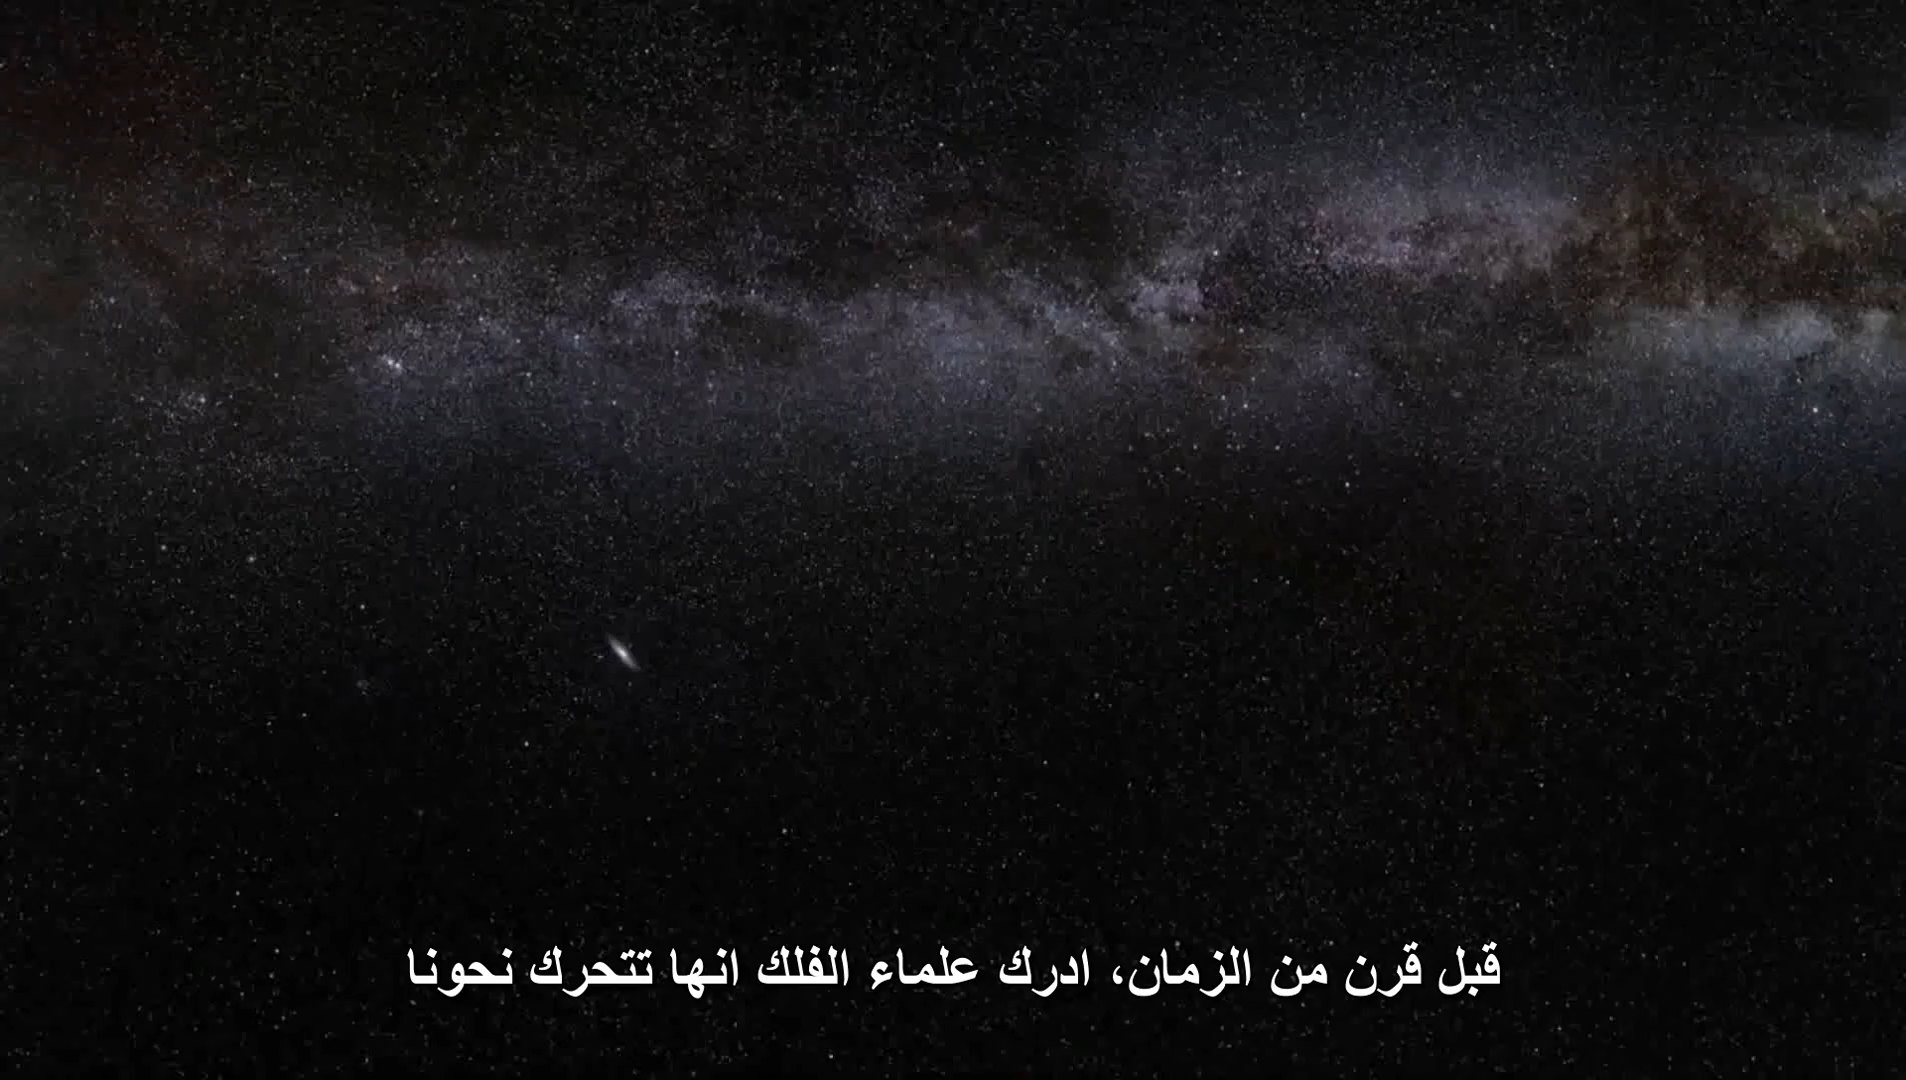 قبل قرن من الزمان، ادرك علماء الفلك انها تتحرك نحونا